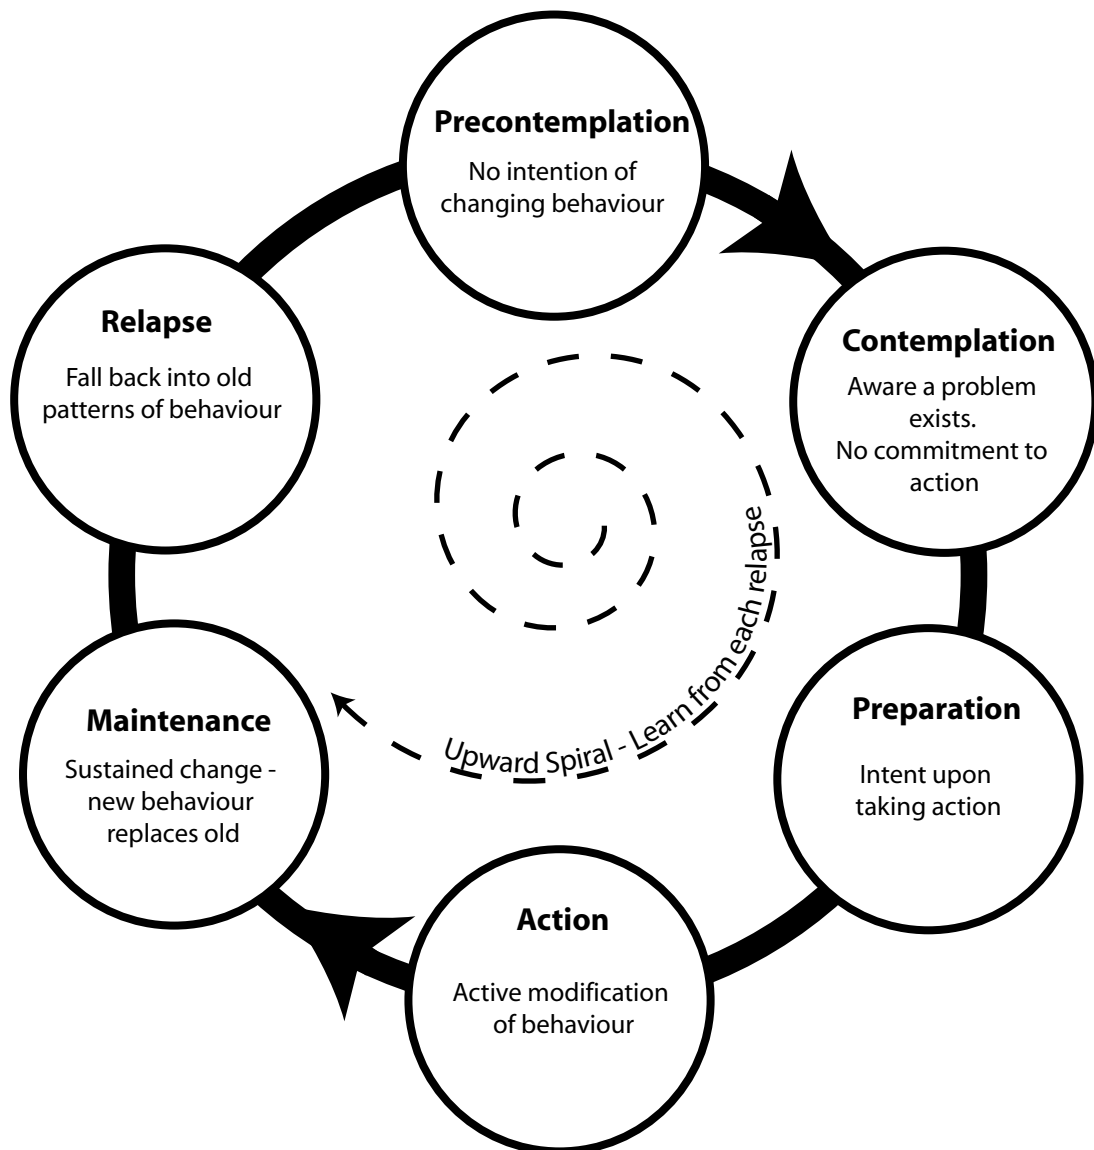 Precontemplation
No intention of
changing behaviour
Contemplation
Aware a problem
exists.
No commitment to
action
Preparation
Intent upon
taking action
Action
Active modification
of behaviour
Maintenance
Sustained change -
new behaviour
replaces old
Relapse
Fall back into old
patterns of behaviour
Upward Spiral - Learn from each relapse